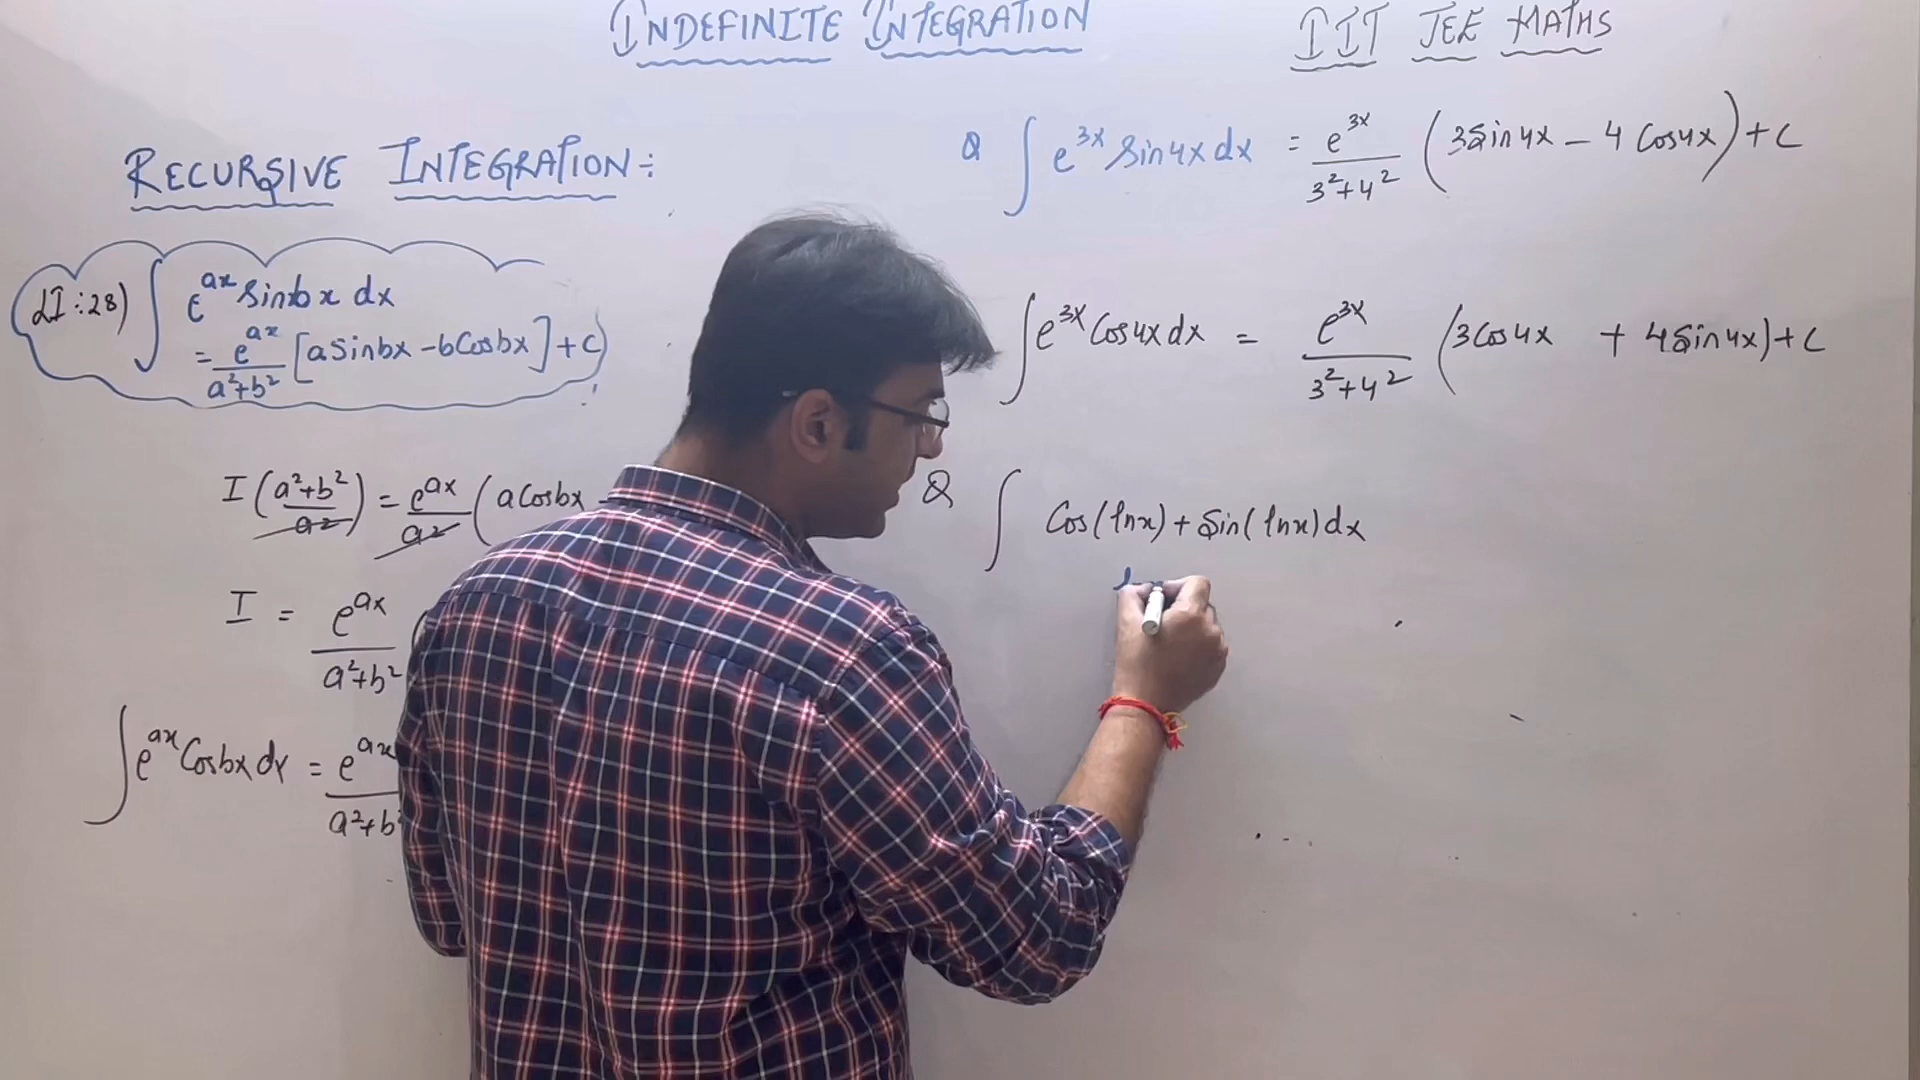 INDEFINITE INTEGRATION
IIT JEE MATHS
RECURSIVE INTEGRATION :
LI : 28) ∫ e^{ax} sinbx dx
= e^{ax}/(a²+b²) [a sinbx - b cosbx] + C
I ((a²+b²)/a²) = e^{ax}/a² (a cosbx
I = e^{ax}/(a²+b²) (
∫ e^{ax} cosbx dx = e^{ax}/(a²+b²
Q ∫ e^{3x} sin4x dx = e^{3x}/(3²+4²) (3sin4x - 4 cos4x) + C
∫ e^{3x} cos4x dx = e^{3x}/(3²+4²) (3cos4x + 4sin4x) + C
Q ∫ cos(lnx) + sin(lnx) dx